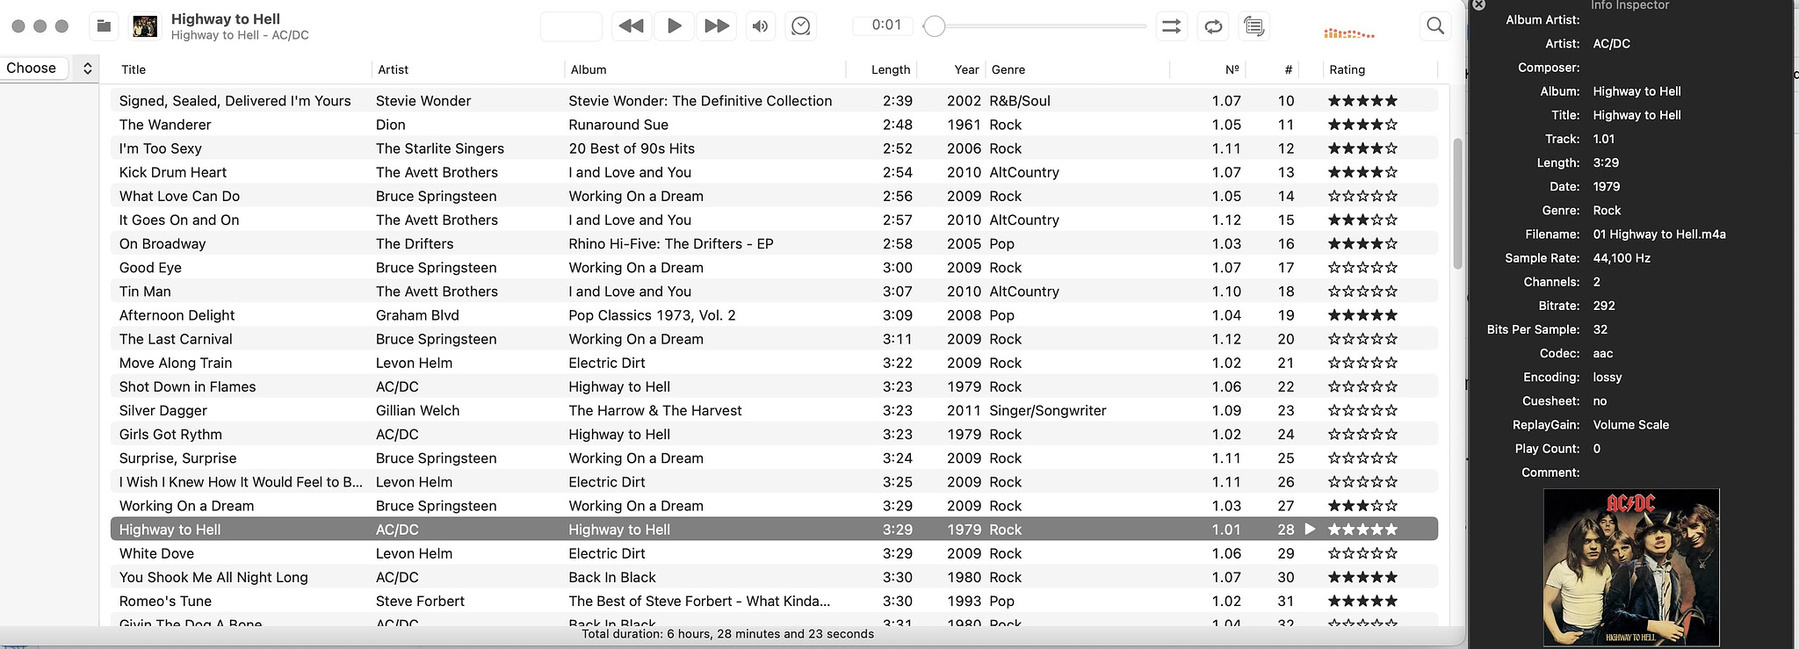 Highway to Hell
Highway to Hell - AC/DC
0:01
Choose
Title Artist Album Length Year Genre Nº # Rating
Signed, Sealed, Delivered I'm Yours Stevie Wonder Stevie Wonder: The Definitive Collection 2:39 2002 R&B/Soul 1.07 10 ★★★★★
The Wanderer Dion Runaround Sue 2:48 1961 Rock 1.05 11 ★★★★☆
I'm Too Sexy The Starlite Singers 20 Best of 90s Hits 2:52 2006 Rock 1.11 12 ★★★★☆
Kick Drum Heart The Avett Brothers I and Love and You 2:54 2010 AltCountry 1.07 13 ★★★★☆
What Love Can Do Bruce Springsteen Working On a Dream 2:56 2009 Rock 1.05 14 ☆☆☆☆☆
It Goes On and On The Avett Brothers I and Love and You 2:57 2010 AltCountry 1.12 15 ★★★☆☆
On Broadway The Drifters Rhino Hi-Five: The Drifters - EP 2:58 2005 Pop 1.03 16 ★★★★☆
Good Eye Bruce Springsteen Working On a Dream 3:00 2009 Rock 1.07 17 ☆☆☆☆☆
Tin Man The Avett Brothers I and Love and You 3:07 2010 AltCountry 1.10 18 ☆☆☆☆☆
Afternoon Delight Graham Blvd Pop Classics 1973, Vol. 2 3:09 2008 Pop 1.04 19 ★★★★★
The Last Carnival Bruce Springsteen Working On a Dream 3:11 2009 Rock 1.12 20 ☆☆☆☆☆
Move Along Train Levon Helm Electric Dirt 3:22 2009 Rock 1.02 21 ☆☆☆☆☆
Shot Down in Flames AC/DC Highway to Hell 3:23 1979 Rock 1.06 22 ☆☆☆☆☆
Silver Dagger Gillian Welch The Harrow & The Harvest 3:23 2011 Singer/Songwriter 1.09 23 ☆☆☆☆☆
Girls Got Rythm AC/DC Highway to Hell 3:23 1979 Rock 1.02 24 ☆☆☆☆☆
Surprise, Surprise Bruce Springsteen Working On a Dream 3:24 2009 Rock 1.11 25 ☆☆☆☆☆
I Wish I Knew How It Would Feel to B... Levon Helm Electric Dirt 3:25 2009 Rock 1.11 26 ☆☆☆☆☆
Working On a Dream Bruce Springsteen Working On a Dream 3:29 2009 Rock 1.03 27 ★★★☆☆
Highway to Hell AC/DC Highway to Hell 3:29 1979 Rock 1.01 28 ★★★★★
White Dove Levon Helm Electric Dirt 3:29 2009 Rock 1.06 29 ☆☆☆☆☆
You Shook Me All Night Long AC/DC Back In Black 3:30 1980 Rock 1.07 30 ★★★★★
Romeo's Tune Steve Forbert The Best of Steve Forbert - What Kinda... 3:30 1993 Pop 1.02 31 ★★★★★
Givin The Dog A Bone AC/DC Back In Black 3:31 1980 Rock 1.04 32 ☆☆☆☆☆
Total duration: 6 hours, 28 minutes and 23 seconds
Info Inspector
Album Artist:
Artist: AC/DC
Composer:
Album: Highway to Hell
Title: Highway to Hell
Track: 1.01
Length: 3:29
Date: 1979
Genre: Rock
Filename: 01 Highway to Hell.m4a
Sample Rate: 44,100 Hz
Channels: 2
Bitrate: 292
Bits Per Sample: 32
Codec: aac
Encoding: lossy
Cuesheet: no
ReplayGain: Volume Scale
Play Count: 0
Comment:
AC/DC
HIGHWAY TO HELL